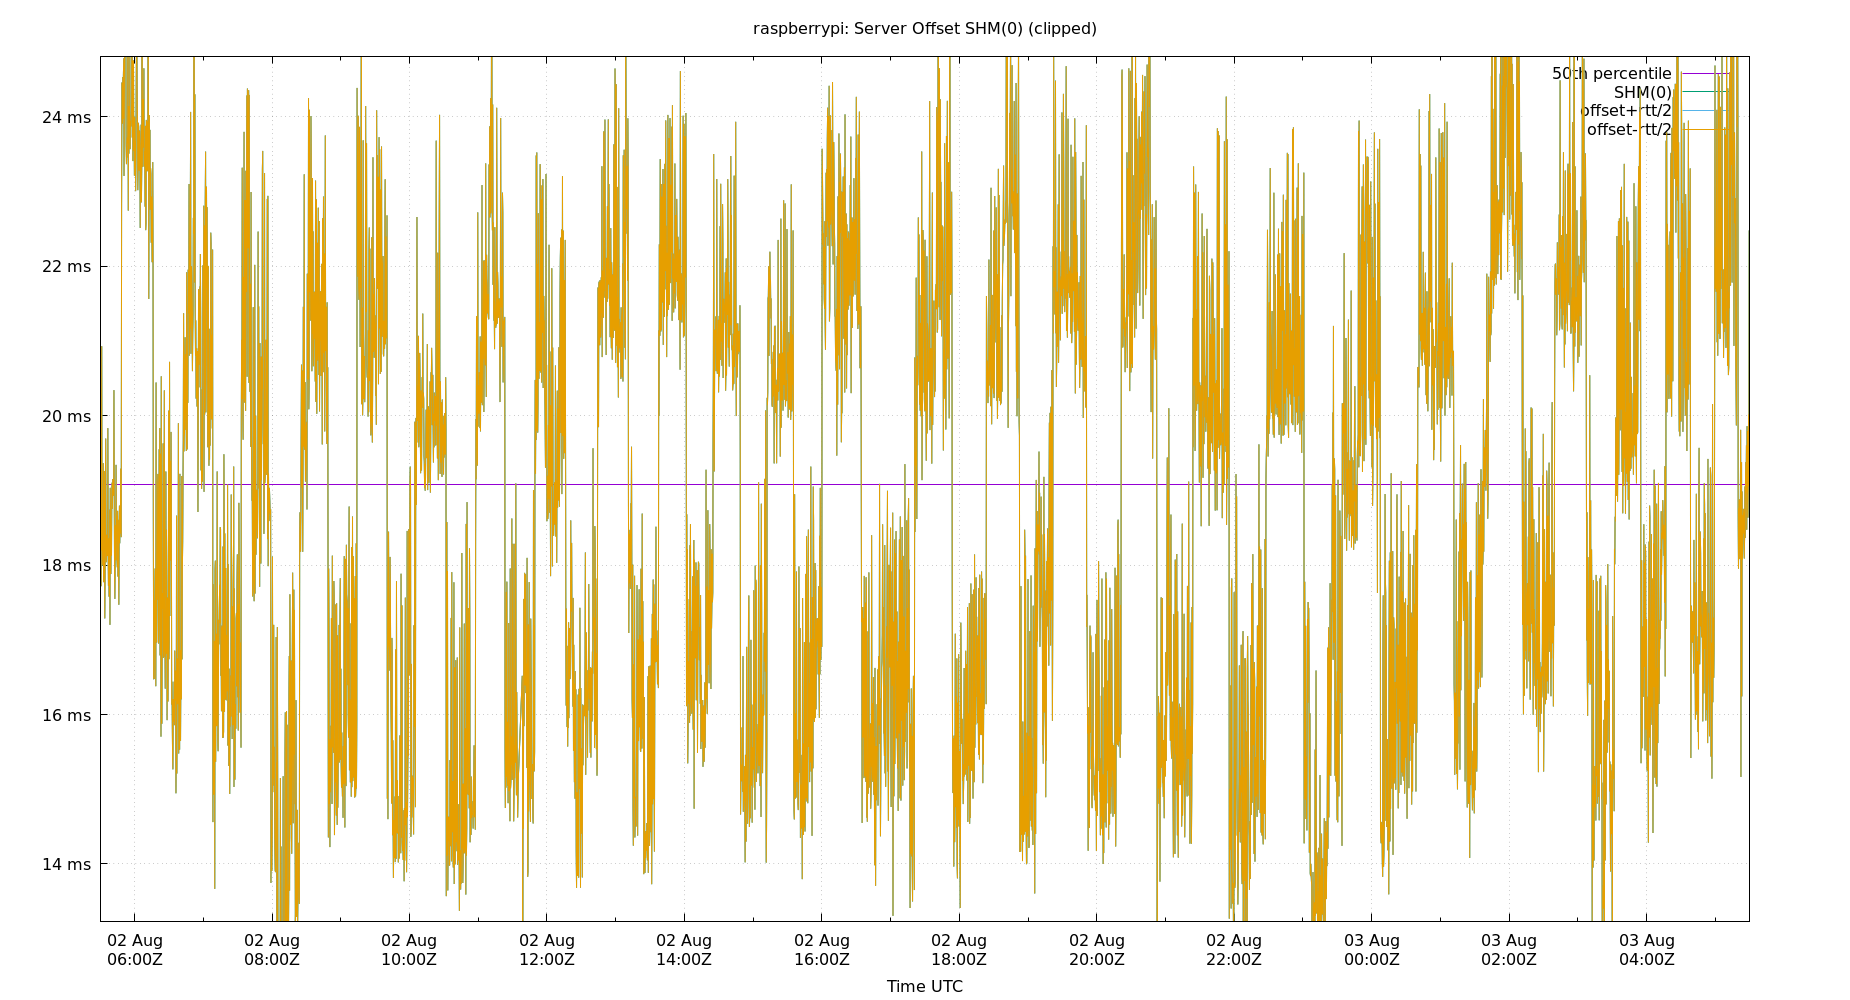 raspberrypi: Server Offset SHM(0) (clipped)
50th percentile
SHM(0)
offset+rtt/2
offset-rtt/2
24 ms
22 ms
20 ms
18 ms
16 ms
14 ms
02 Aug 02 Aug 02 Aug 02 Aug 02 Aug 02 Aug 02 Aug 02 Aug 02 Aug 03 Aug 03 Aug 03 Aug
06:00Z 08:00Z 10:00Z 12:00Z 14:00Z 16:00Z 18:00Z 20:00Z 22:00Z 00:00Z 02:00Z 04:00Z
Time UTC